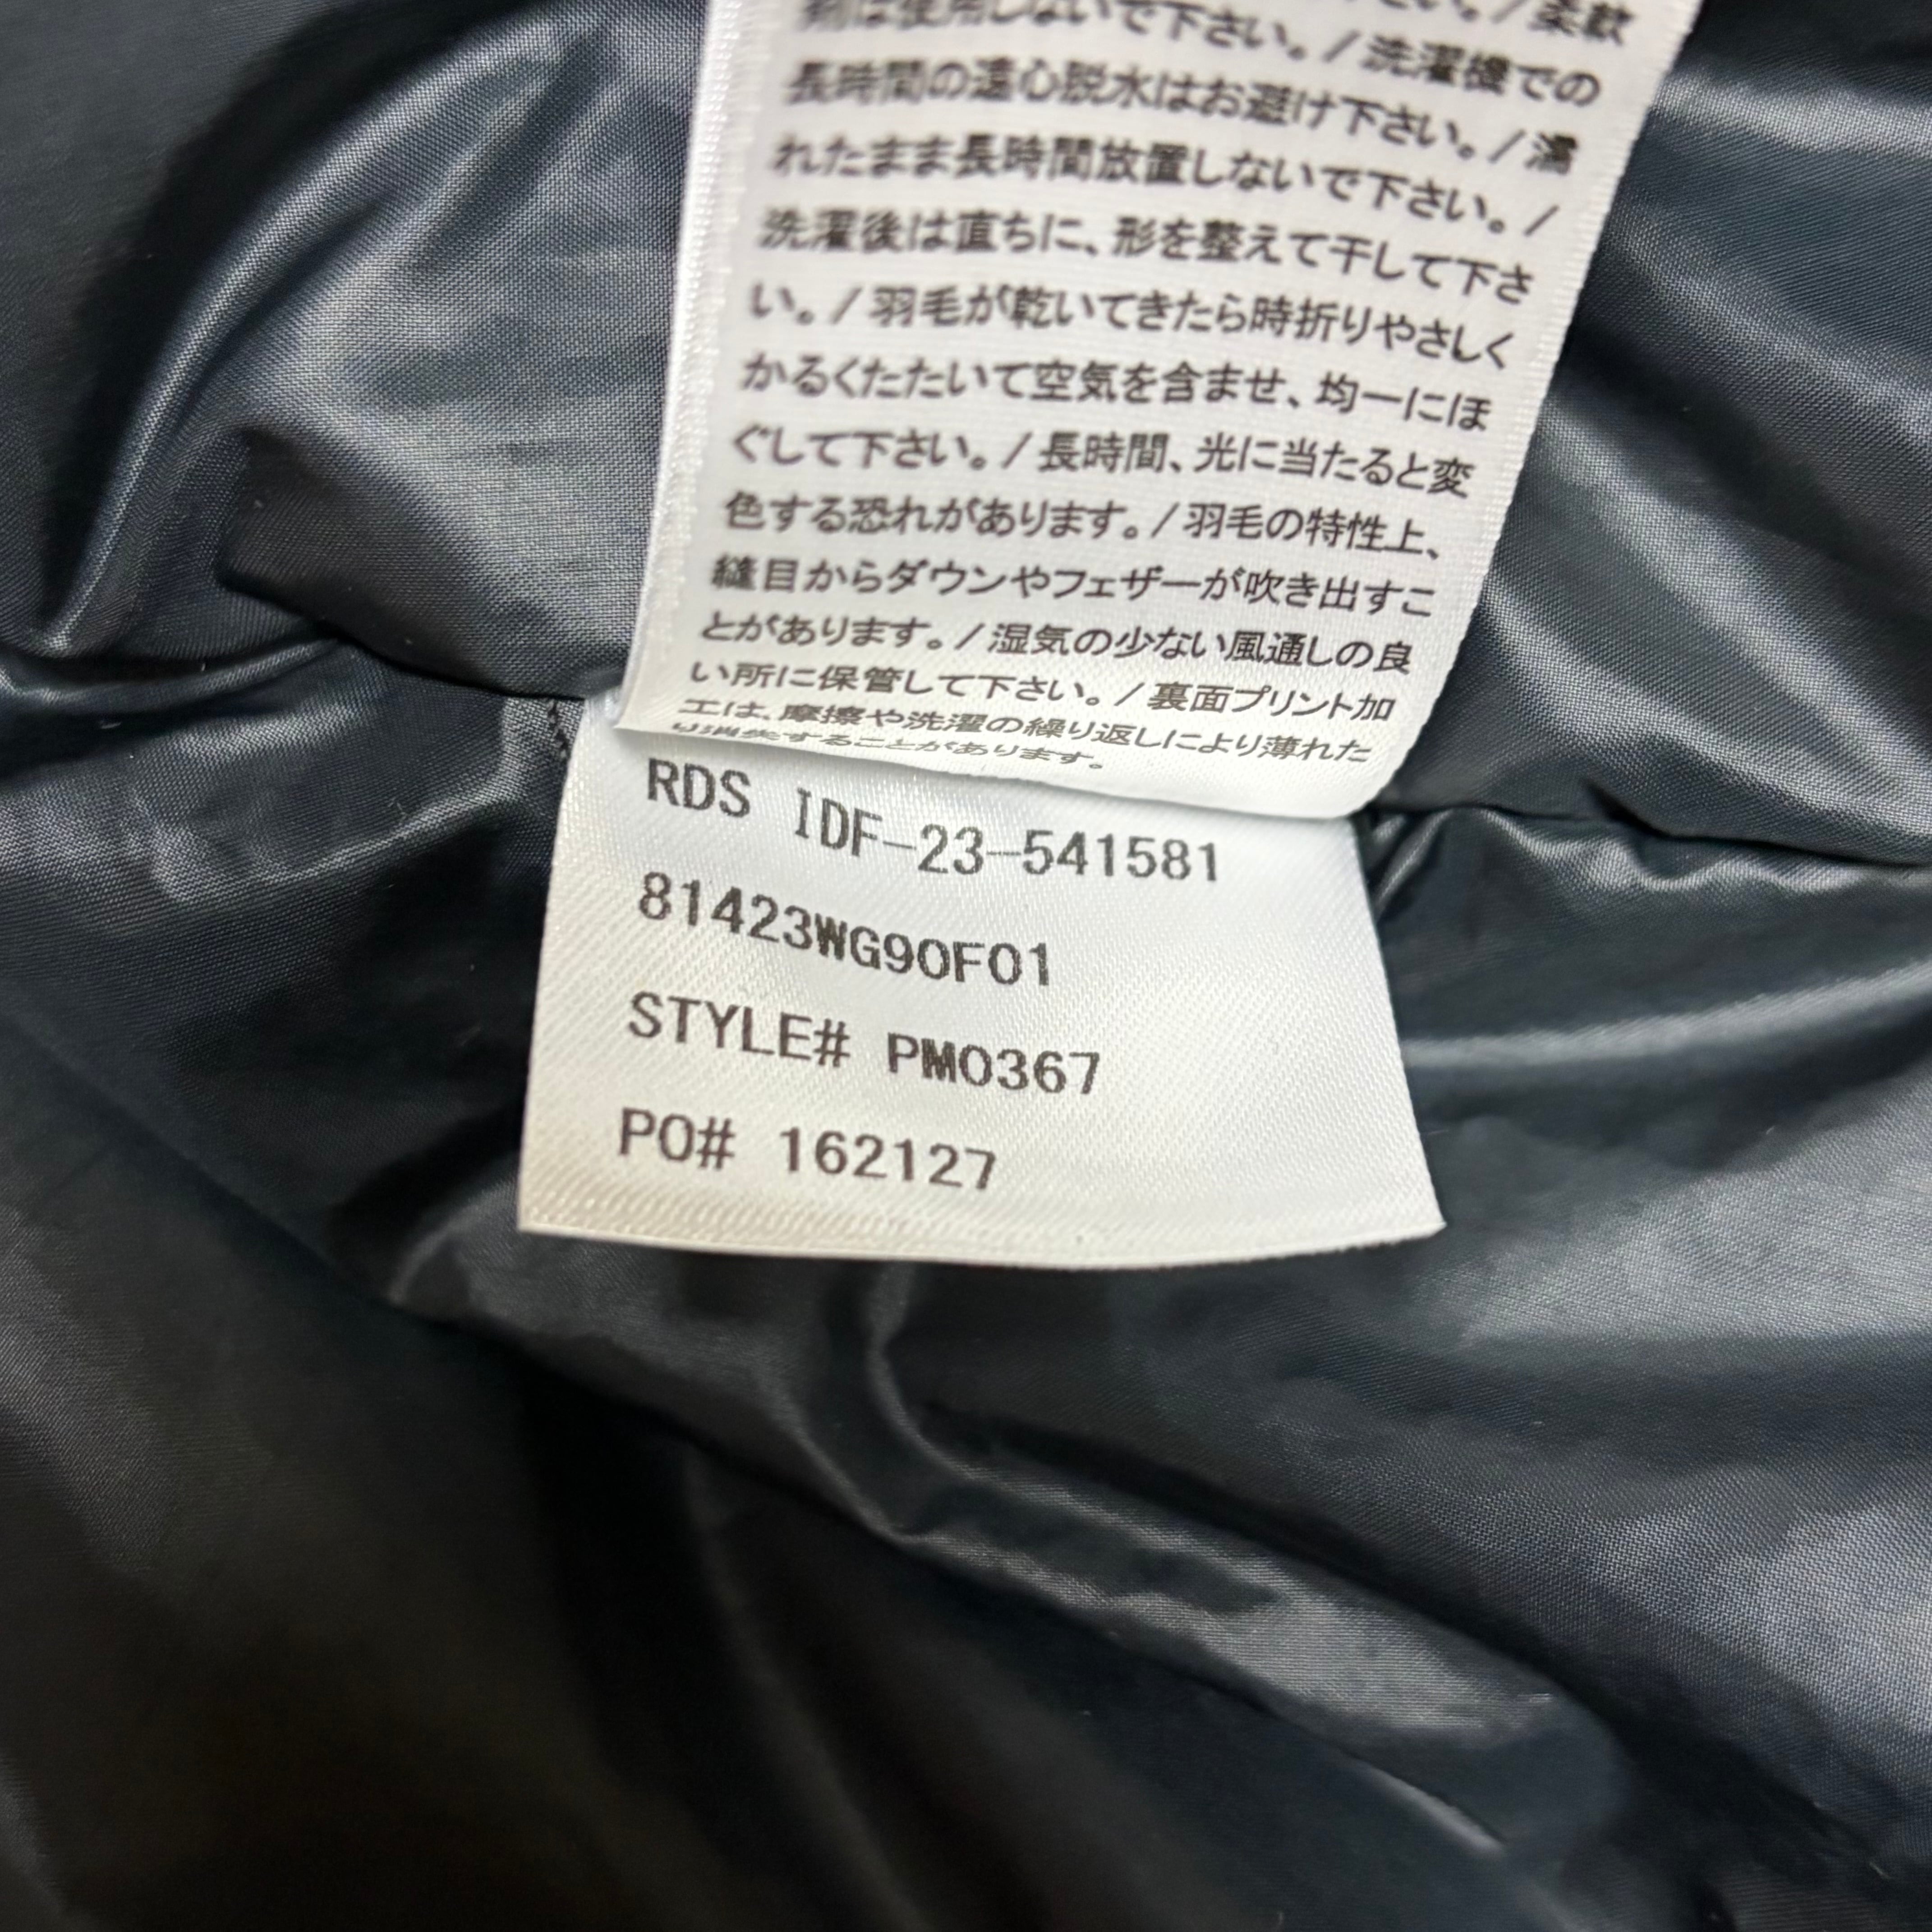 剤は使用しないで下さい。/洗濯機での
長時間の遠心脱水はお避け下さい。/濡
れたまま長時間放置しないで下さい。/
洗濯後は直ちに、形を整えて干して下さ
い。/羽毛が乾いてきたら時折りやさしく
かるくたたいて空気を含ませ、均一にほ
ぐして下さい。/長時間、光に当たると変
色する恐れがあります。/羽毛の特性上、
縫目からダウンやフェザーが吹き出すこ
とがあります。/湿気の少ない風通しの良
い所に保管して下さい。/裏面プリント加
工は、摩擦や洗濯の繰り返しにより薄れた
り消失することがあります。
RDS IDF-23-541581
81423WG90F01
STYLE# PM0367
PO# 162127